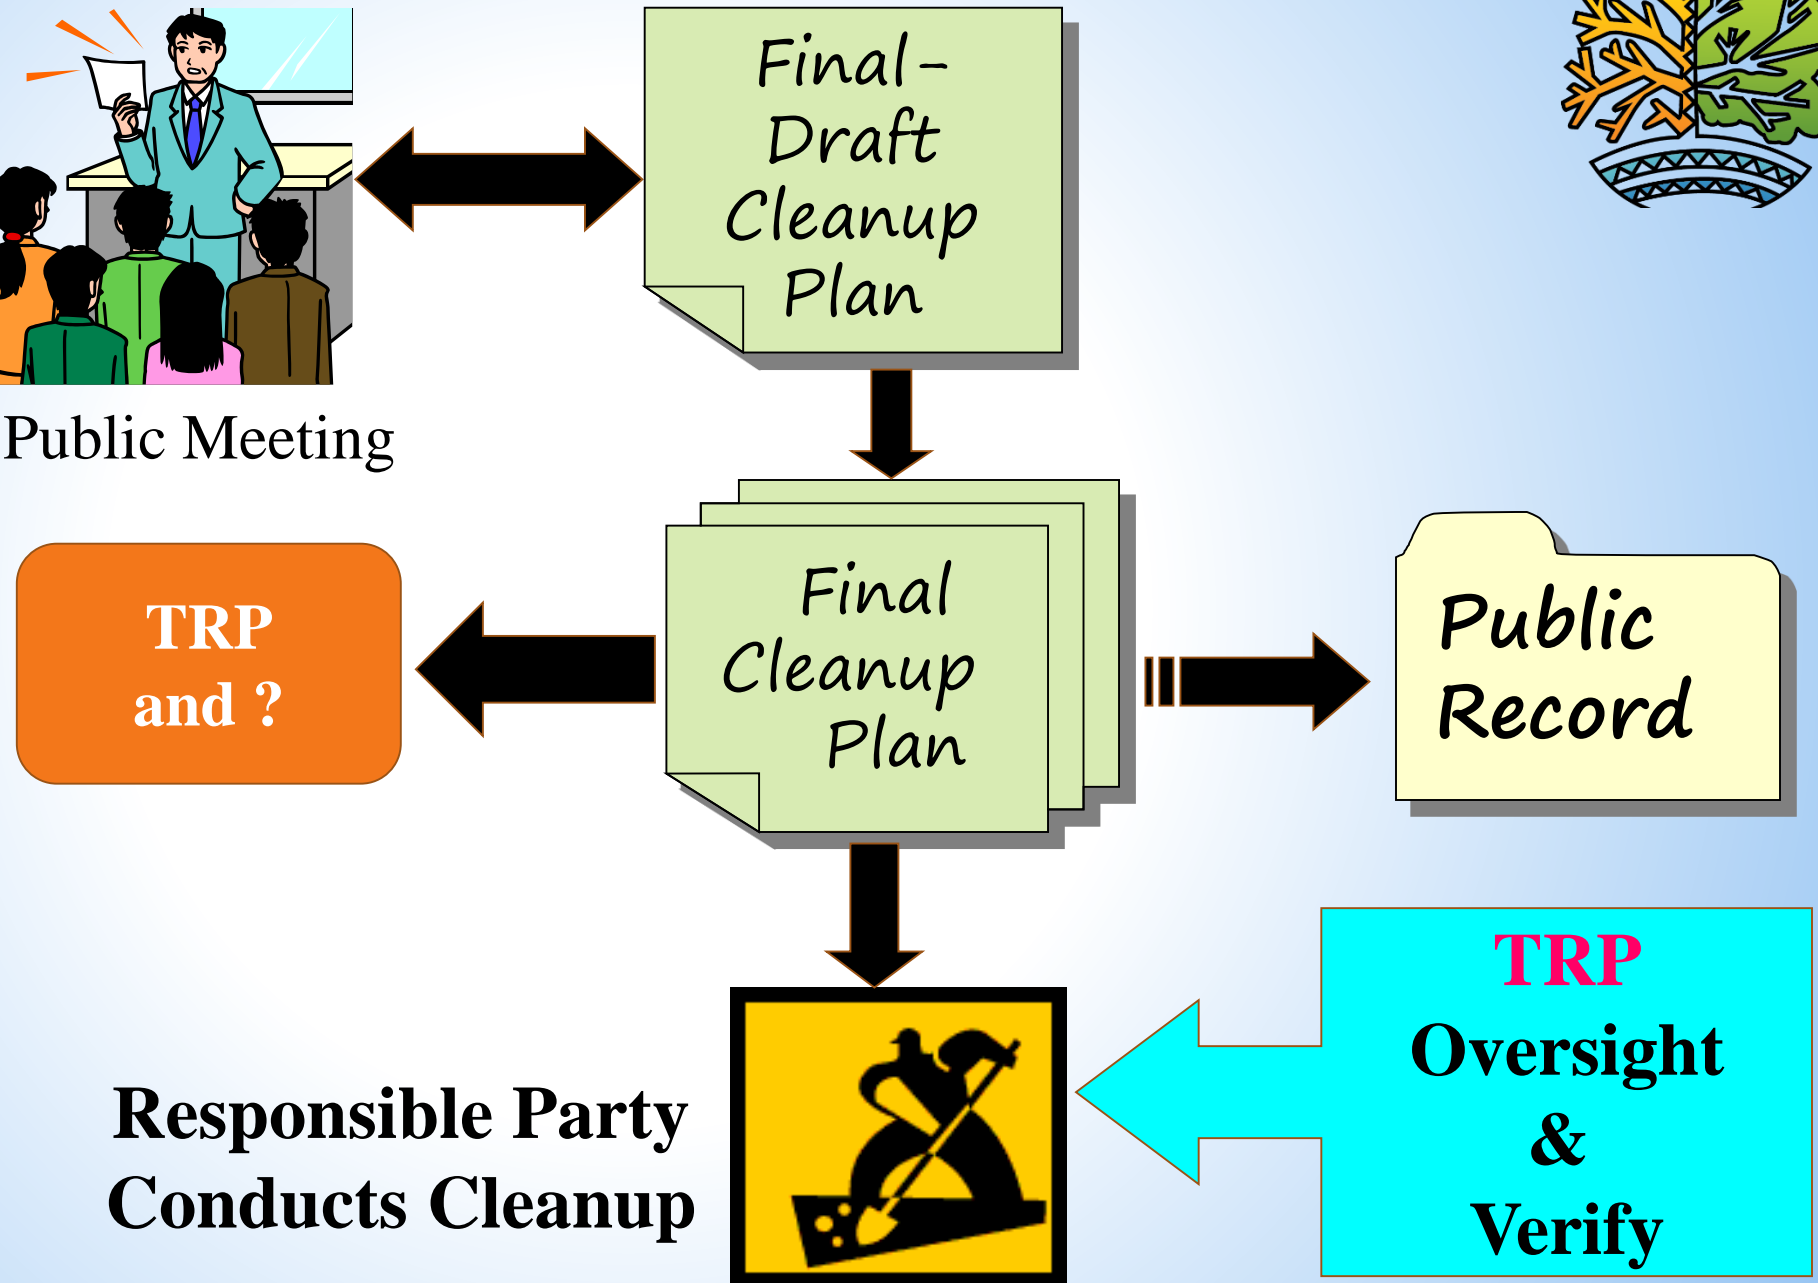 Final-
Draft
Cleanup
Plan
Public Meeting
TRP
and ?
Final
Cleanup
Plan
Public
Record
Responsible Party
Conducts Cleanup
TRP
Oversight
&
Verify